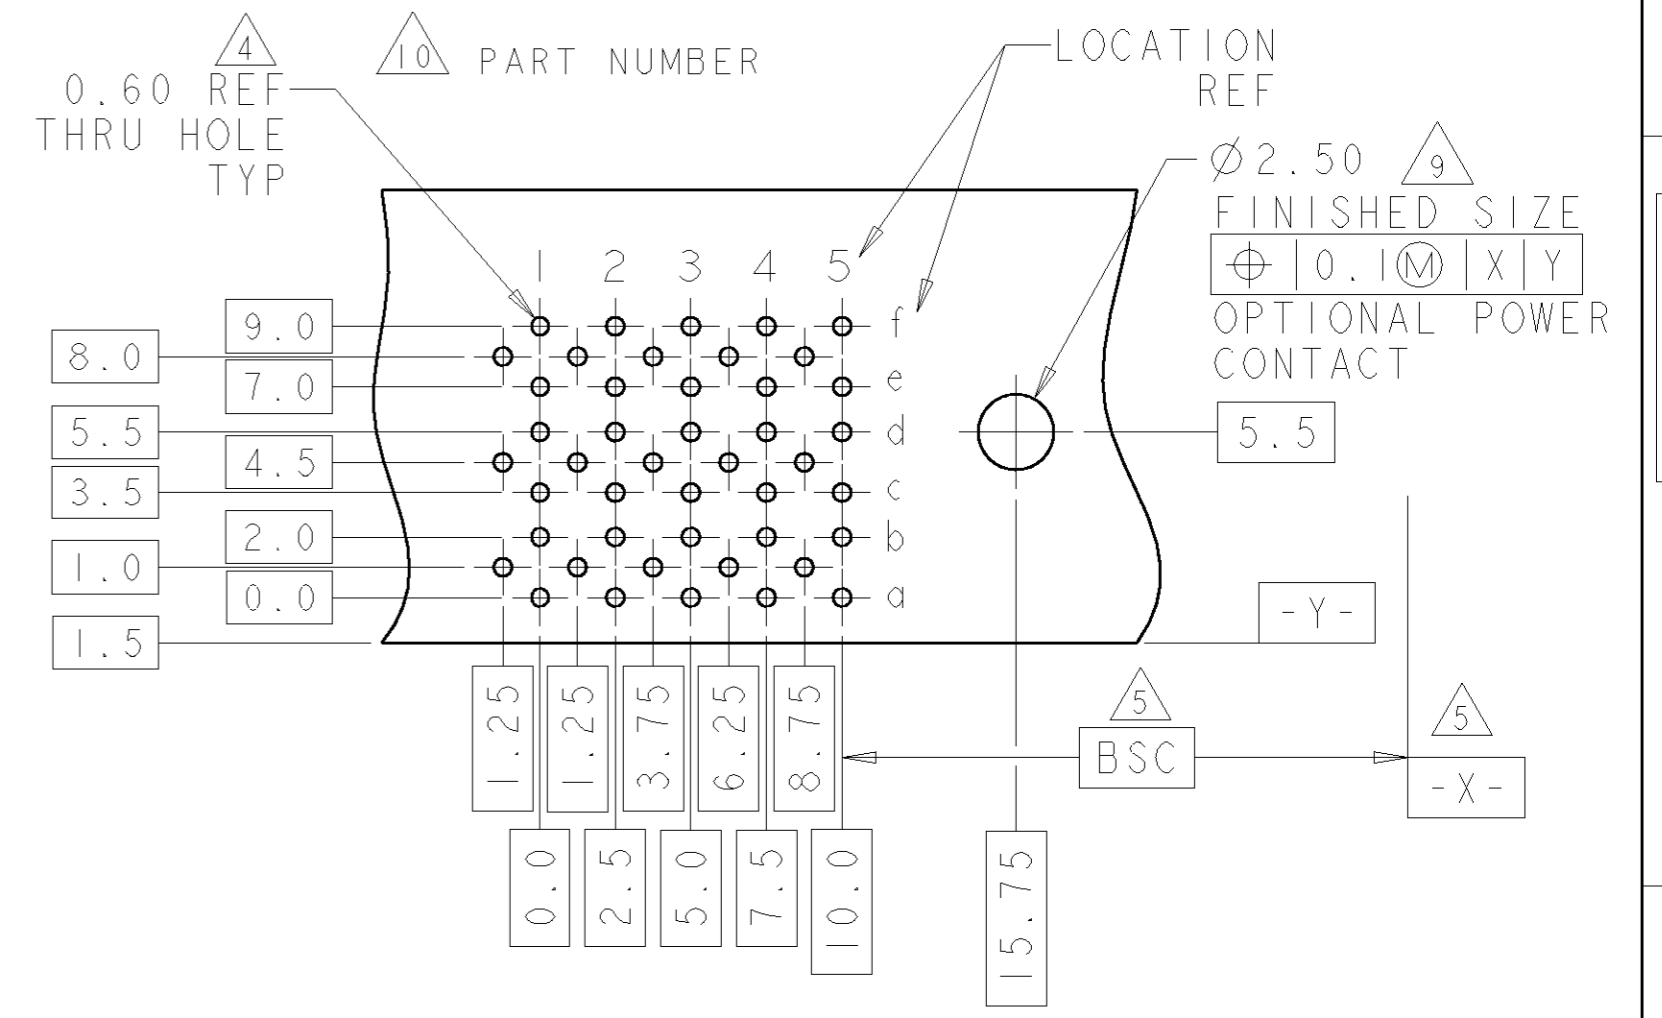 4
0.60 REF
THRU HOLE
TYP
10 PART NUMBER
LOCATION
REF
Ø2.50 9
FINISHED SIZE
⌖ 0.1Ⓜ X Y
OPTIONAL POWER
CONTACT
1 2 3 4 5
f
e
d
c
b
a
9.0
8.0
7.0
5.5
4.5
3.5
2.0
1.0
0.0
1.5
5.5
-Y-
1.25 1.25 3.75 6.25 8.75
0.0 2.5 5.0 7.5 10.0
15.75
5
BSC
5
-X-